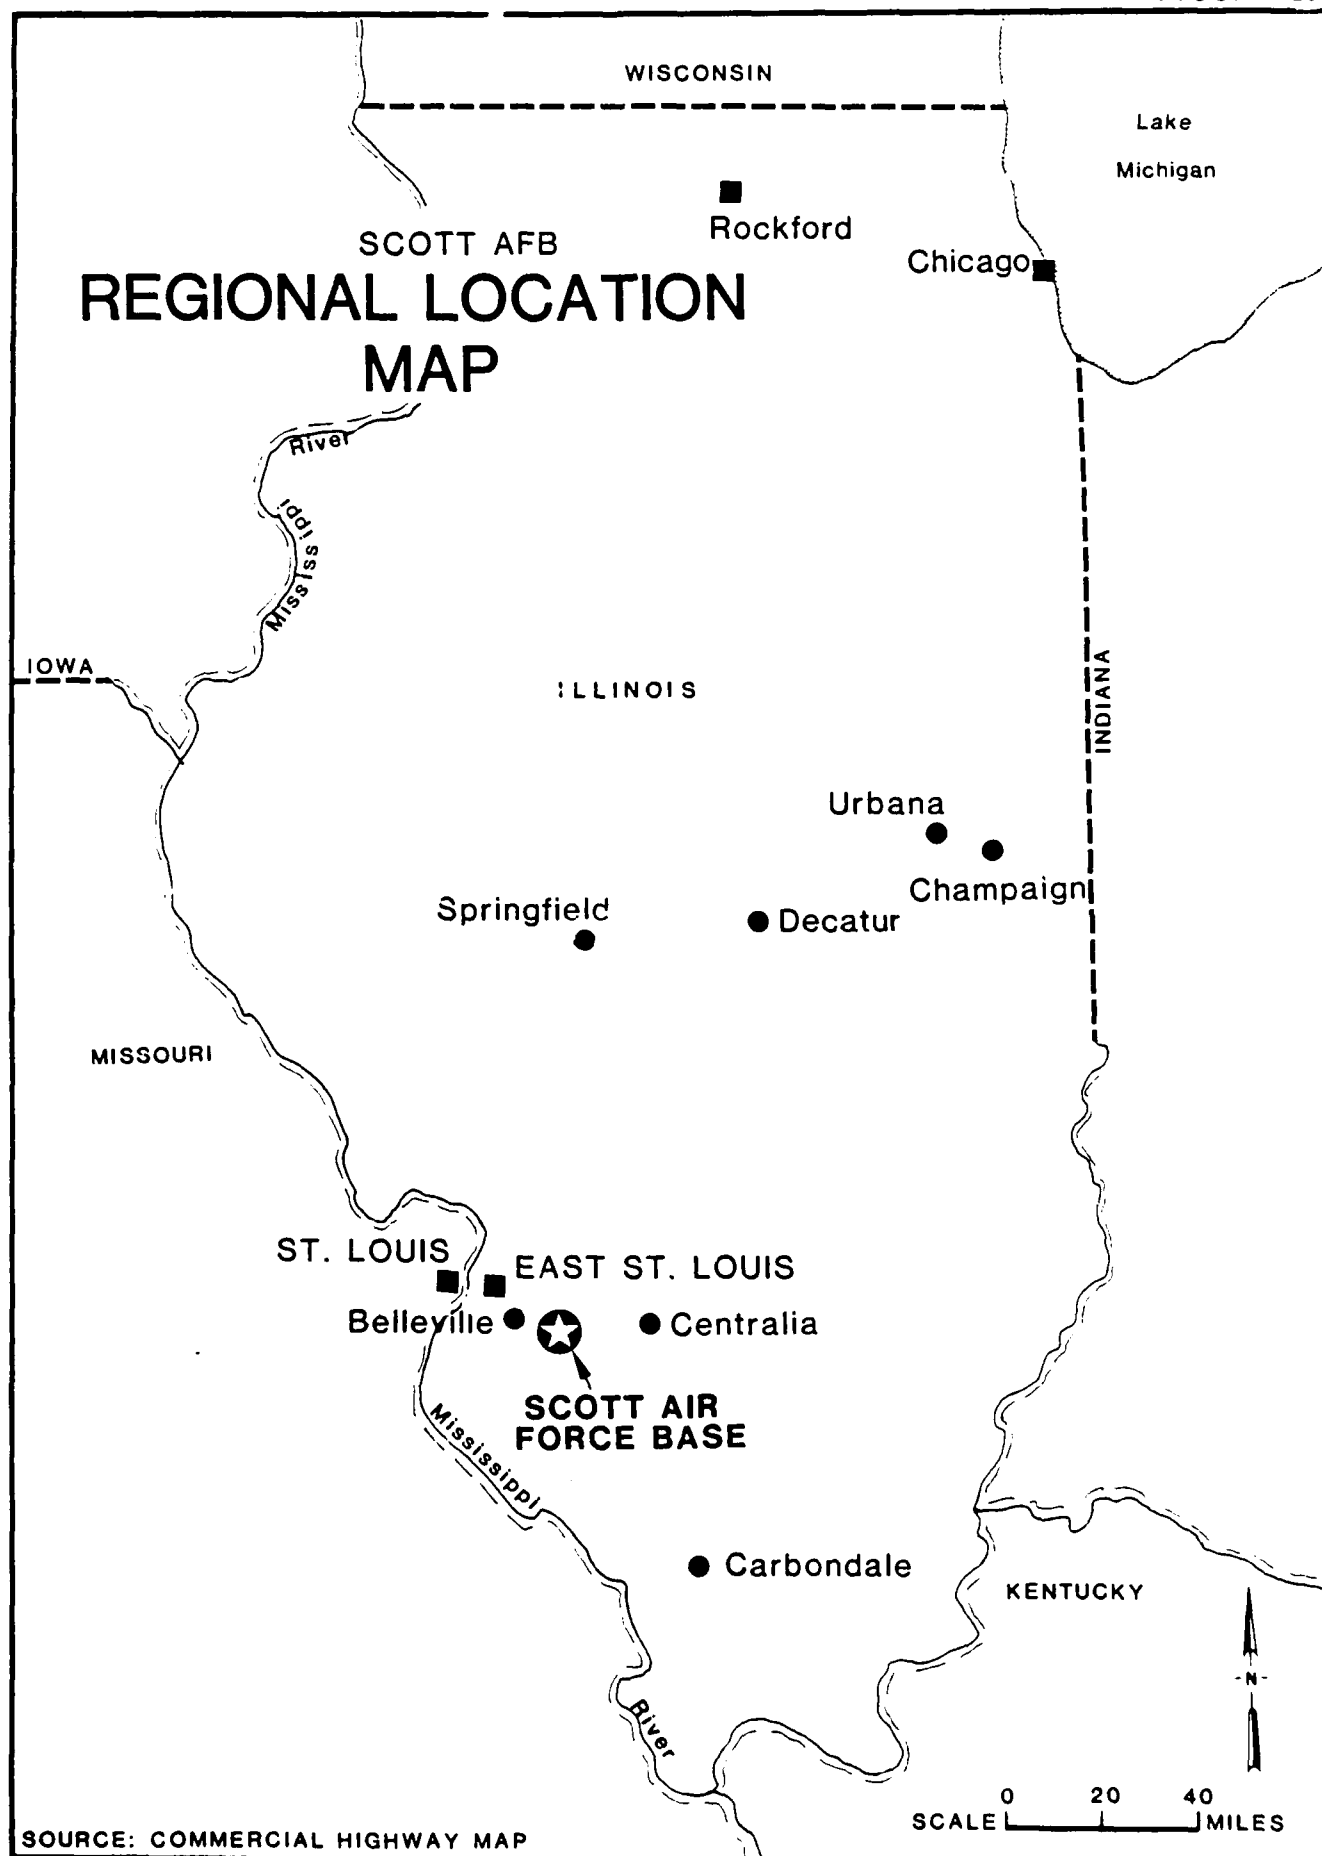 WISCONSIN
Lake
Michigan
Rockford
SCOTT AFB
Chicago
REGIONAL LOCATION
MAP
River
Mississippi
IOWA
ILLINOIS
INDIANA
Urbana
Champaign
Springfield
Decatur
MISSOURI
ST. LOUIS
EAST ST. LOUIS
Belleville
Centralia
SCOTT AIR
FORCE BASE
Mississippi
Carbondale
KENTUCKY
-N-
River
0 20 40
SCALE MILES
SOURCE: COMMERCIAL HIGHWAY MAP